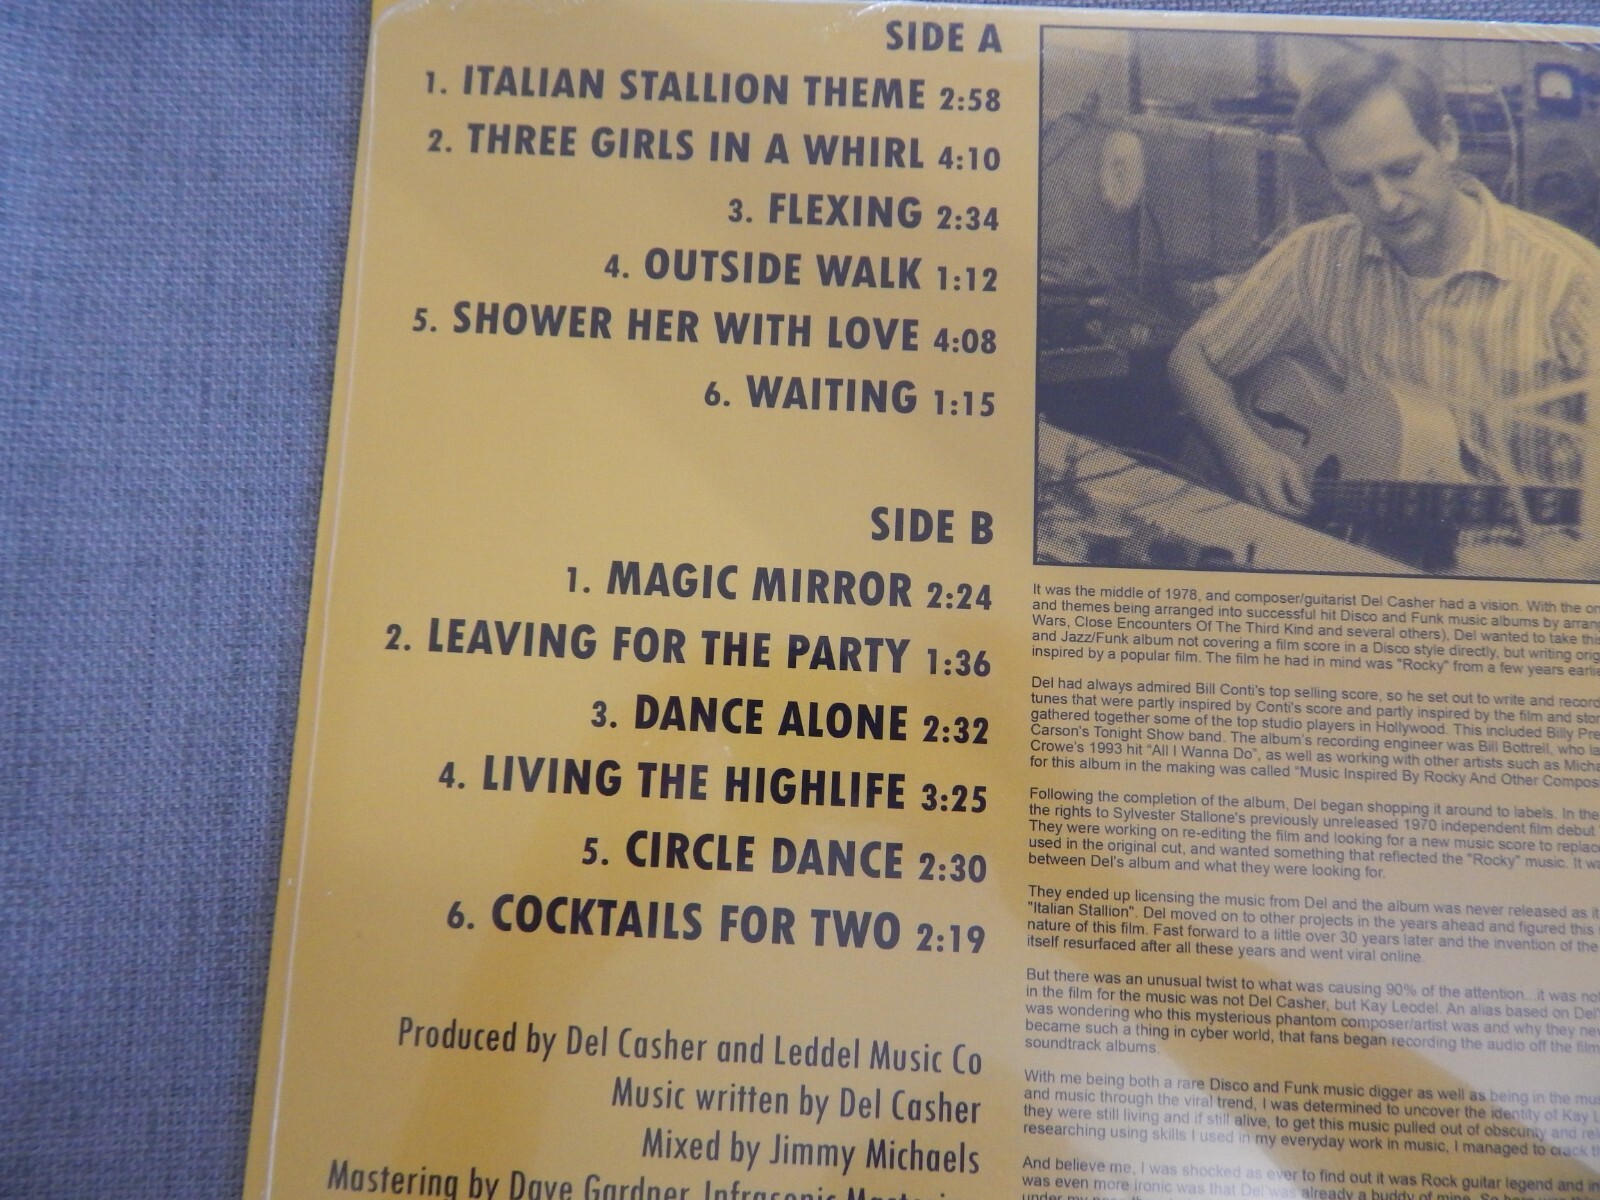 SIDE A
1. ITALIAN STALLION THEME 2:58
2. THREE GIRLS IN A WHIRL 4:10
3. FLEXING 2:34
4. OUTSIDE WALK 1:12
5. SHOWER HER WITH LOVE 4:08
6. WAITING 1:15
SIDE B
1. MAGIC MIRROR 2:24
2. LEAVING FOR THE PARTY 1:36
3. DANCE ALONE 2:32
4. LIVING THE HIGHLIFE 3:25
5. CIRCLE DANCE 2:30
6. COCKTAILS FOR TWO 2:19
Produced by Del Casher and Leddel Music Co
Music written by Del Casher
Mixed by Jimmy Michaels
Mastering by Dave Gardner, Infrasonic
It was the middle of 1978, and composer/guitarist Del Casher had a vision. With the
and themes being arranged into successful hit Disco and Funk music albums by
Wars, Close Encounters Of The Third Kind and several others), Del wanted to take
and Jazz/Funk album not covering a film score in a Disco style directly, but writing
inspired by a popular film. The film he had in mind was "Rocky" from a few years
Del had always admired Bill Conti's top selling score, so he set out to write and record
tunes that were partly inspired by Conti's score and partly inspired by the film and
gathered together some of the top studio players in Hollywood. This included Billy
Carson's Tonight Show band. The album's recording engineer was Bill Bottrell, who
Crowe's 1993 hit "All I Wanna Do", as well as working with other artists such as
for this album in the making was called "Music Inspired By Rocky And Other
Following the completion of the album, Del began shopping it around to labels. In the
the rights to Sylvester Stallone's previously unreleased 1970 independent film debut
They were working on re-editing the film and looking for a new music score to
used in the original cut, and wanted something that reflected the "Rocky" music. It
between Del's album and what they were looking for.
They ended up licensing the music from Del and the album was never released as
"Italian Stallion". Del moved on to other projects in the years ahead and figured this
nature of this film. Fast forward to a little over 30 years later and the invention of the
itself resurfaced after all these years and went viral online.
But there was an unusual twist to what was causing 90% of the attention...it was
in the film for the music was not Del Casher, but Kay Leodel. An alias based on
was wondering who this mysterious phantom composer/artist was and why they
became such a thing in cyber world, that fans began recording the audio off the film
soundtrack albums.
With me being both a rare Disco and Funk music digger as well as being in the
and music through the viral trend, I was determined to uncover the identity of Kay
they were still living and if still alive, to get this music pulled out of obscurity and
researching using skills I used in my everyday work in music, I managed to crack
And believe me, I was shocked as ever to find out it was Rock guitar legend and
was even more ironic was that Del was already a buddy of mine.